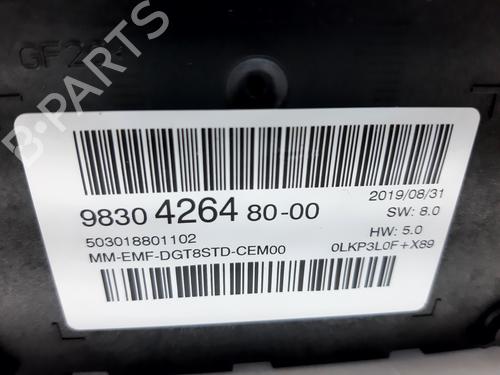 B-PARTS
2019/08/31
9830 4264 80-00
SW: 8.0
503018801102
HW: 5.0
MM-EMF-DGT8STD-CEM00
0LKP3L0F+X89